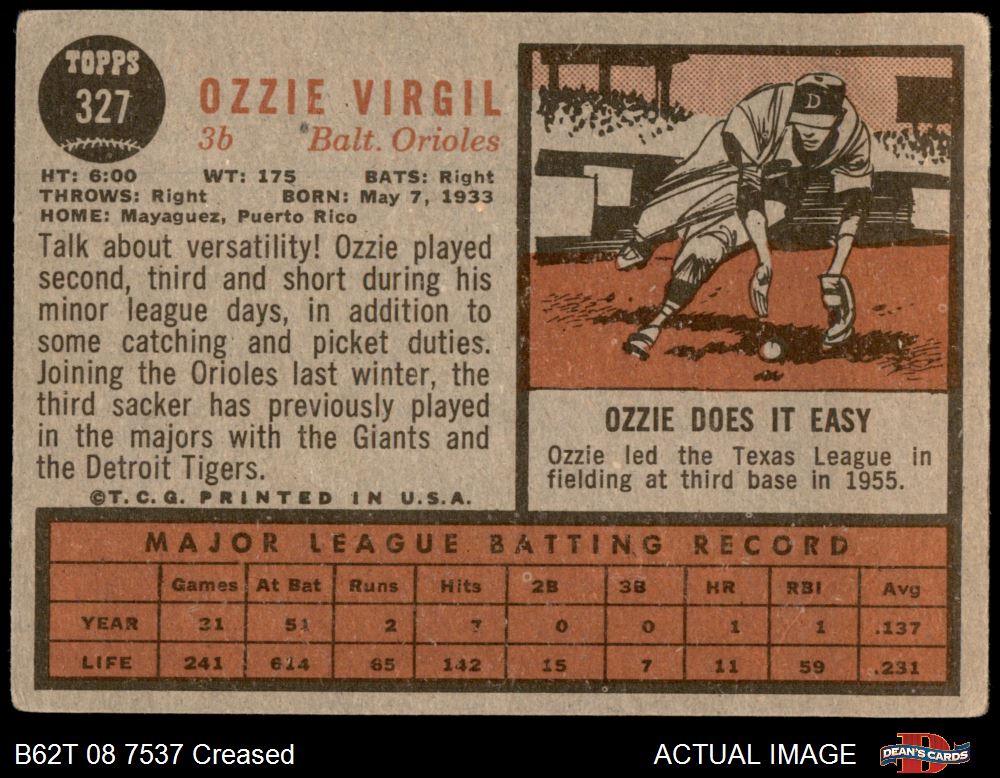 TOPPS
327
OZZIE VIRGIL
3b Balt. Orioles
HT: 6:00 WT: 175 BATS: Right
THROWS: Right BORN: May 7, 1933
HOME: Mayaguez, Puerto Rico
Talk about versatility! Ozzie played
second, third and short during his
minor league days, in addition to
some catching and picket duties.
Joining the Orioles last winter, the
third sacker has previously played
in the majors with the Giants and
the Detroit Tigers.
©T.C.G. PRINTED IN U.S.A.
D
OZZIE DOES IT EASY
Ozzie led the Texas League in
fielding at third base in 1955.
MAJOR LEAGUE BATTING RECORD
Games At Bat Runs Hits 2B 3B HR RBI Avg
YEAR 31 51 2 7 0 0 1 1 .137
LIFE 241 614 65 142 15 7 11 59 .231
B62T 08 7537 Creased
ACTUAL IMAGE
D
DEAN'S CARDS